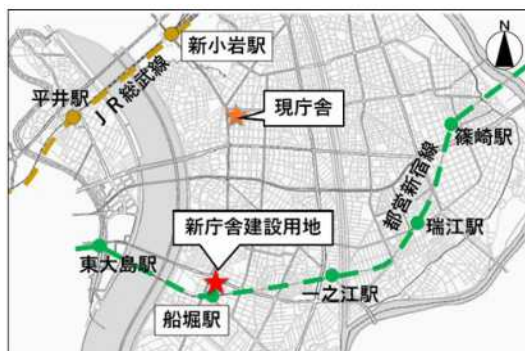 新小岩駅
N
平井駅
JR総武線
現庁舎
篠崎駅
都営新宿線
新庁舎建設用地
瑞江駅
東大島駅
一之江駅
船堀駅